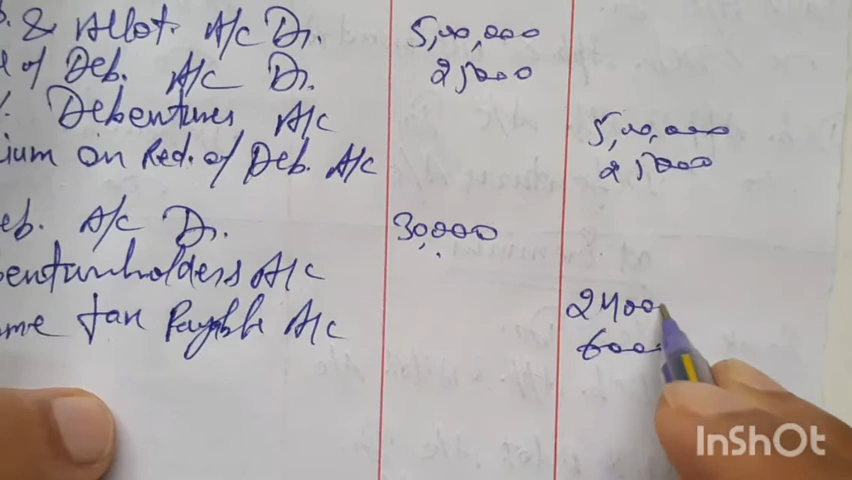 & Allot. A/c Dr. 5,00,000
of Deb. A/c Dr. 25000
Debentures A/c 5,00,000
ium on Red. of Deb. A/c 25000
eb. A/c Dr. 30,000
bentureholders A/c 2400
ome tax Payable A/c 600
InShOt